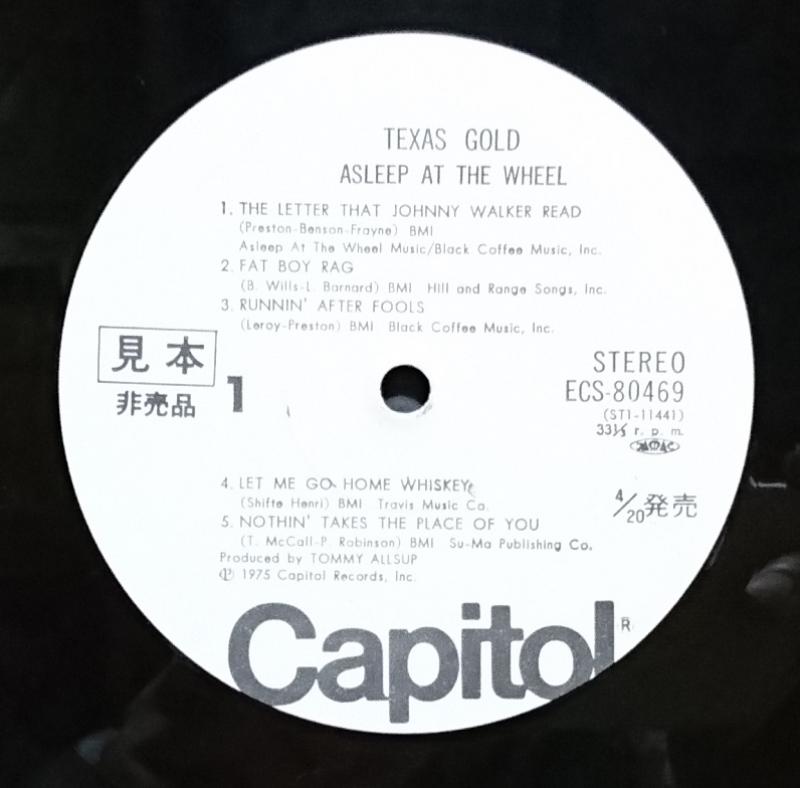 TEXAS GOLD
ASLEEP AT THE WHEEL
1. THE LETTER THAT JOHNNY WALKER READ
(Preston-Benson-Frayne) BMI
Asleep At The Wheel Music/Black Coffee Music, Inc.
2. FAT BOY RAG
(B. Wills-L. Barnard) BMI Hill and Range Songs, Inc.
3. RUNNIN' AFTER FOOLS
(Leroy-Preston) BMI Black Coffee Music, Inc.
見本
非売品
1
STEREO
ECS-80469
(ST1-11441)
33⅓ r. p. m.
4. LET ME GO HOME WHISKEY
(Shifte Henri) BMI Travis Music Co.
5. NOTHIN' TAKES THE PLACE OF YOU
(T. McCall-P. Robinson) BMI Su-Ma Publishing Co.
Produced by TOMMY ALLSUP
℗ 1975 Capitol Records, Inc.
4/20発売
Capitol®